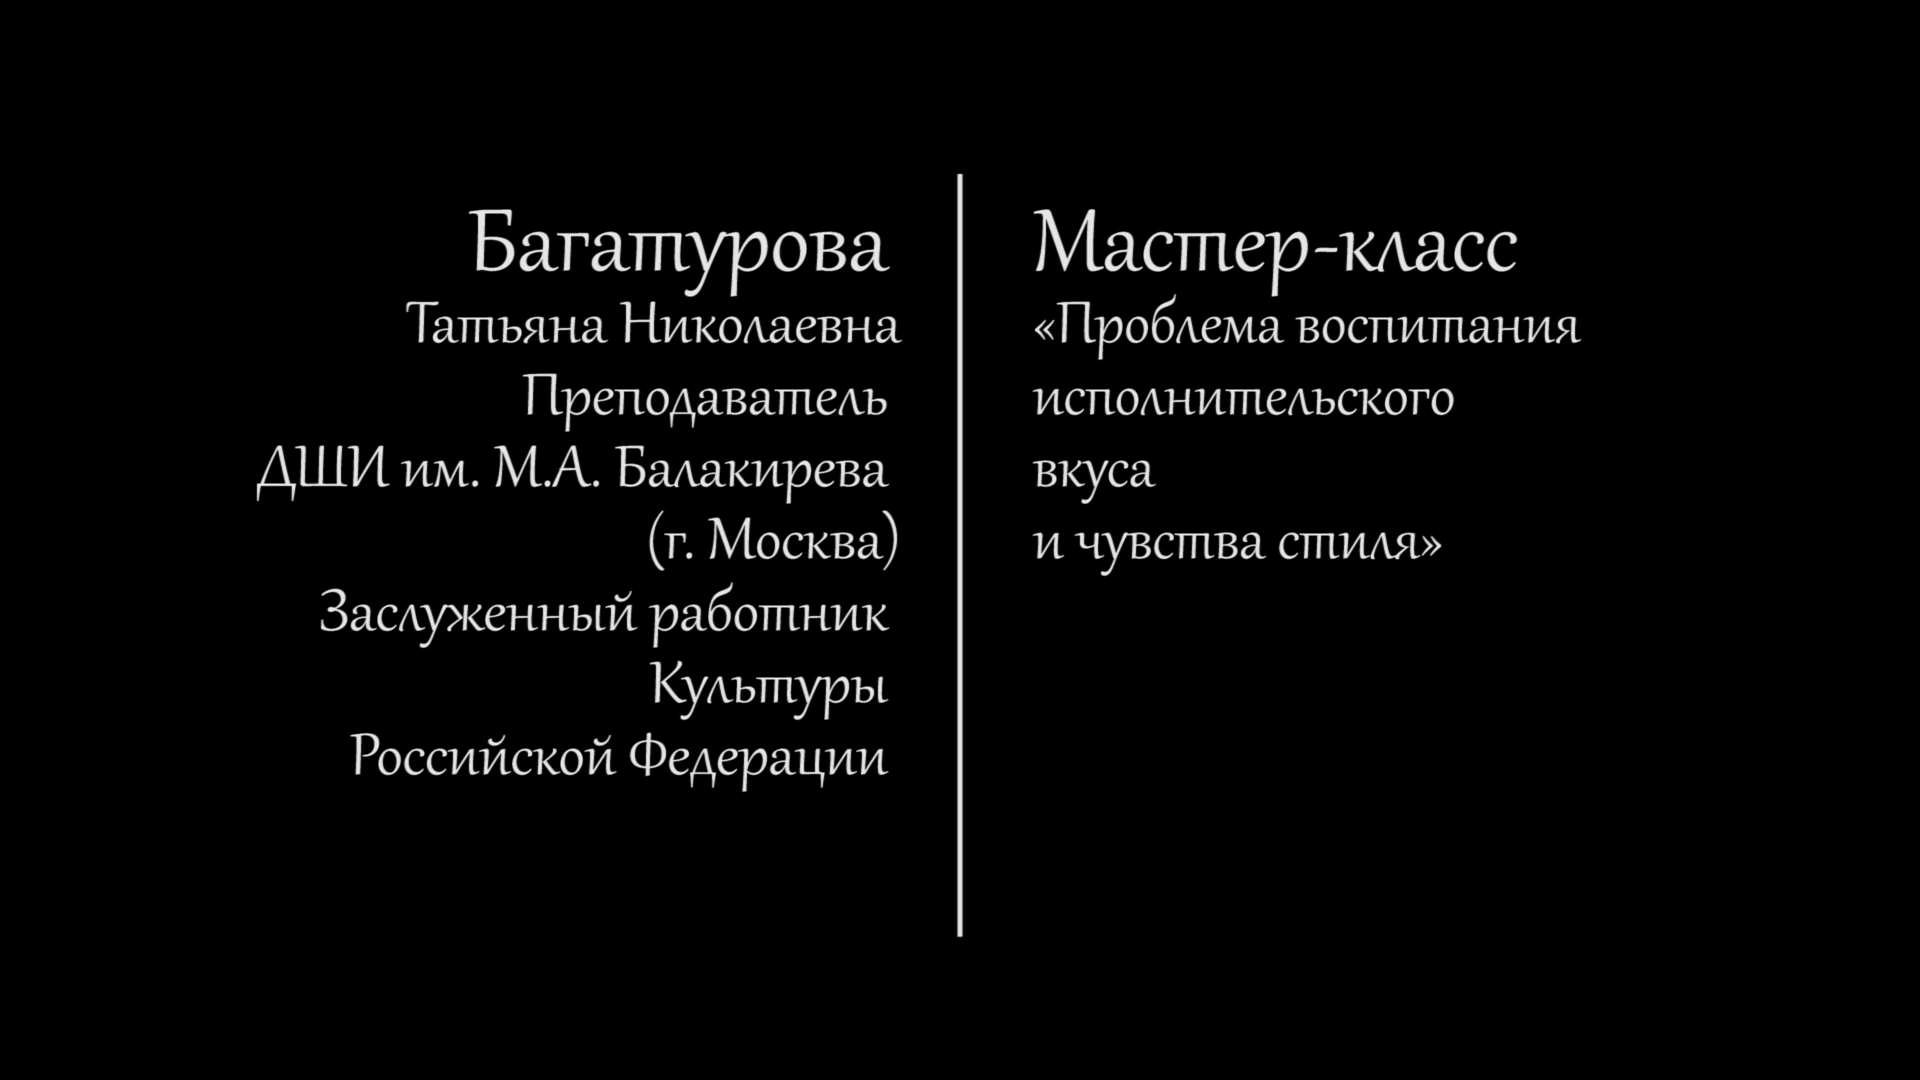 Багатурова
Татьяна Николаевна
Преподаватель
ДШИ им. М.А. Балакирева
(г. Москва)
Заслуженный работник
Культуры
Российской Федерации
Мастер-класс
«Проблема воспитания
исполнительского
вкуса
и чувства стиля»